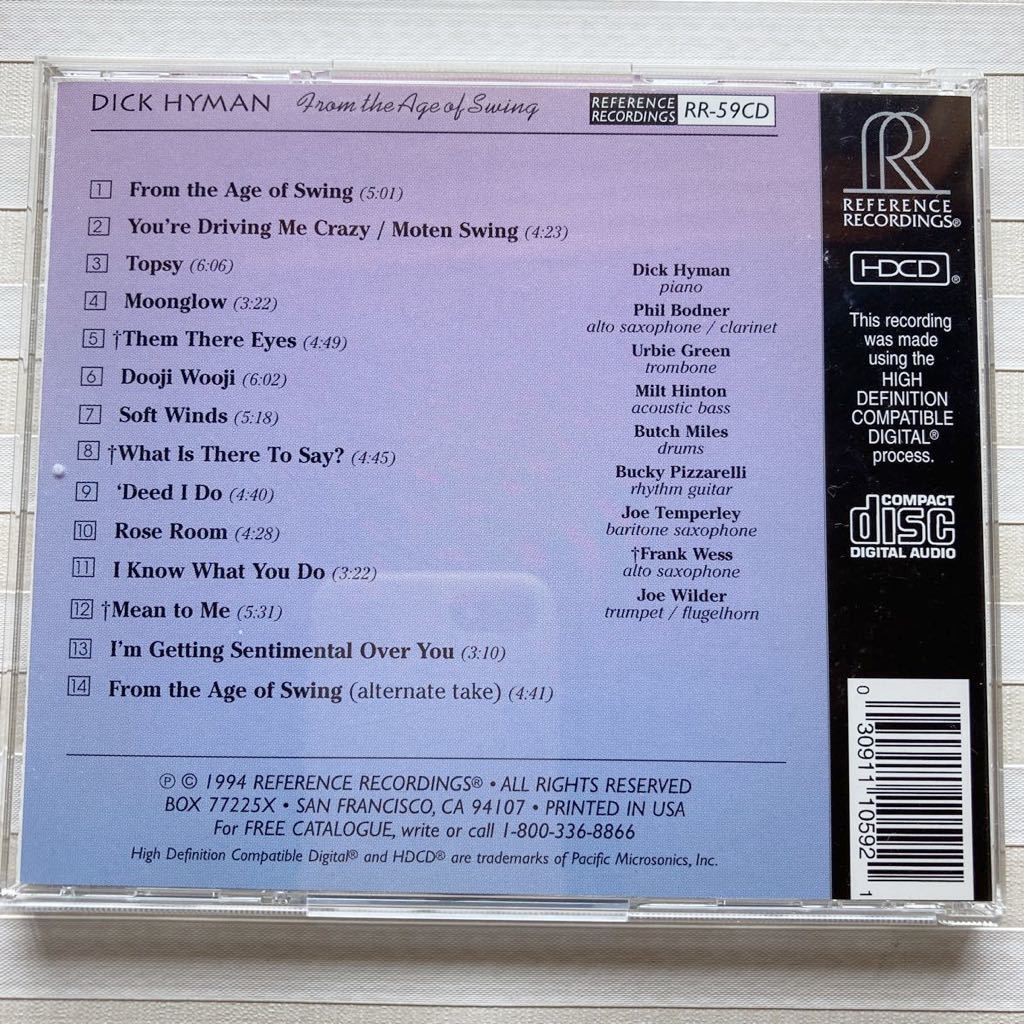 DICK HYMAN From the Age of Swing REFERENCE RECORDINGS RR-59CD
1 From the Age of Swing (5:01)
2 You're Driving Me Crazy / Moten Swing (4:23)
3 Topsy (6:06)
4 Moonglow (3:22)
5 †Them There Eyes (4:49)
6 Dooji Wooji (6:02)
7 Soft Winds (5:18)
8 †What Is There To Say? (4:45)
9 'Deed I Do (4:40)
10 Rose Room (4:28)
11 I Know What You Do (3:22)
12 †Mean to Me (5:31)
13 I'm Getting Sentimental Over You (3:10)
14 From the Age of Swing (alternate take) (4:41)
Dick Hyman
piano
Phil Bodner
alto saxophone / clarinet
Urbie Green
trombone
Milt Hinton
acoustic bass
Butch Miles
drums
Bucky Pizzarelli
rhythm guitar
Joe Temperley
baritone saxophone
†Frank Wess
alto saxophone
Joe Wilder
trumpet / flugelhorn
℗ © 1994 REFERENCE RECORDINGS® • ALL RIGHTS RESERVED
BOX 77225X • SAN FRANCISCO, CA 94107 • PRINTED IN USA
For FREE CATALOGUE, write or call 1-800-336-8866
High Definition Compatible Digital® and HDCD® are trademarks of Pacific Microsonics, Inc.
R
REFERENCE
RECORDINGS®
HDCD®
This recording
was made
using the
HIGH
DEFINITION
COMPATIBLE
DIGITAL®
process.
COMPACT
disc
DIGITAL AUDIO
0 30911 10592 1